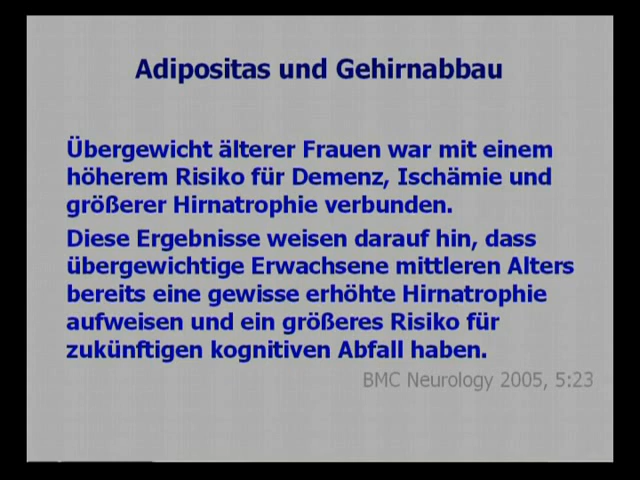 Adipositas und Gehirnabbau
Übergewicht älterer Frauen war mit einem
höherem Risiko für Demenz, Ischämie und
größerer Hirnatrophie verbunden.
Diese Ergebnisse weisen darauf hin, dass
übergewichtige Erwachsene mittleren Alters
bereits eine gewisse erhöhte Hirnatrophie
aufweisen und ein größeres Risiko für
zukünftigen kognitiven Abfall haben.
BMC Neurology 2005, 5:23